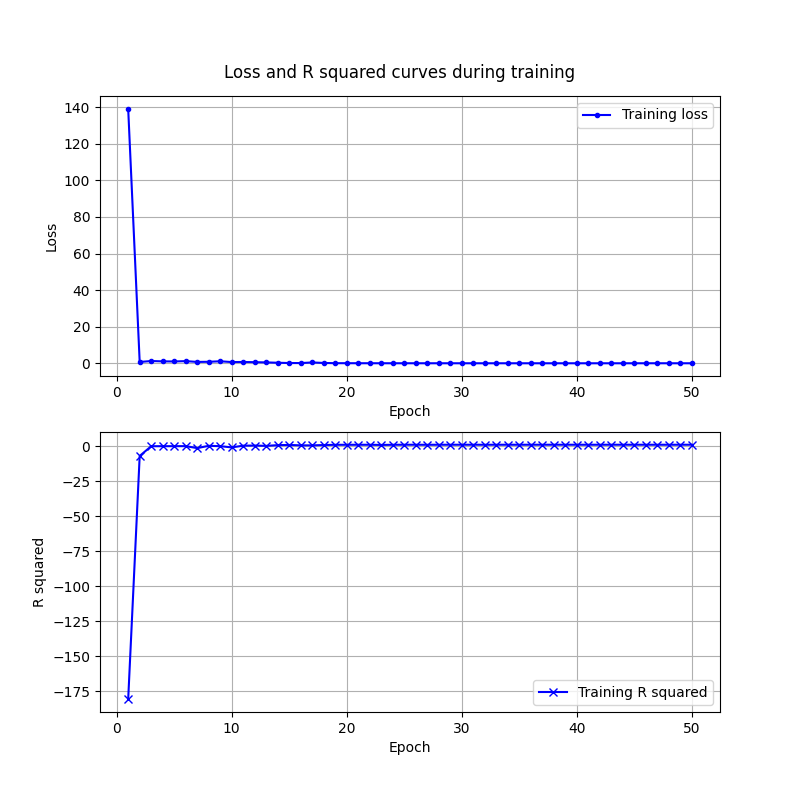 Loss and R squared curves during training
140
120
100
80
60
40
20
0
Loss
Training loss
0 10 20 30 40 50
Epoch
0
−25
−50
−75
−100
−125
−150
−175
R squared
Training R squared
0 10 20 30 40 50
Epoch